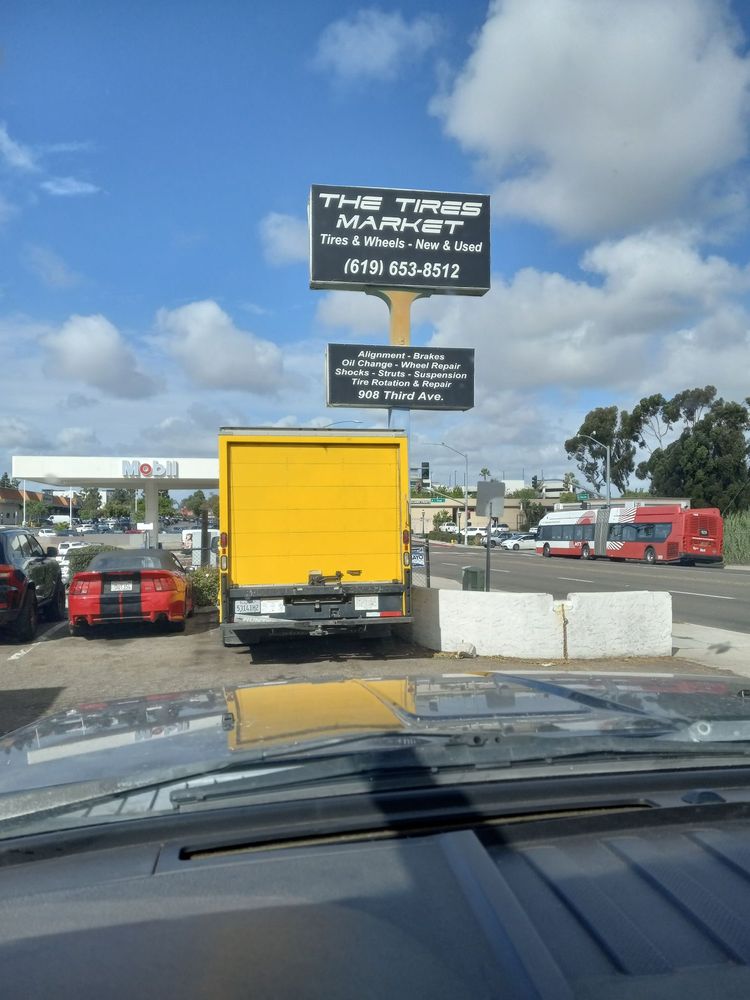 THE TIRES
MARKET
Tires & Wheels - New & Used
(619) 653-8512
Alignment - Brakes
Oil Change - Wheel Repair
Shocks - Struts - Suspension
Tire Rotation & Repair
908 Third Ave.
Mobil